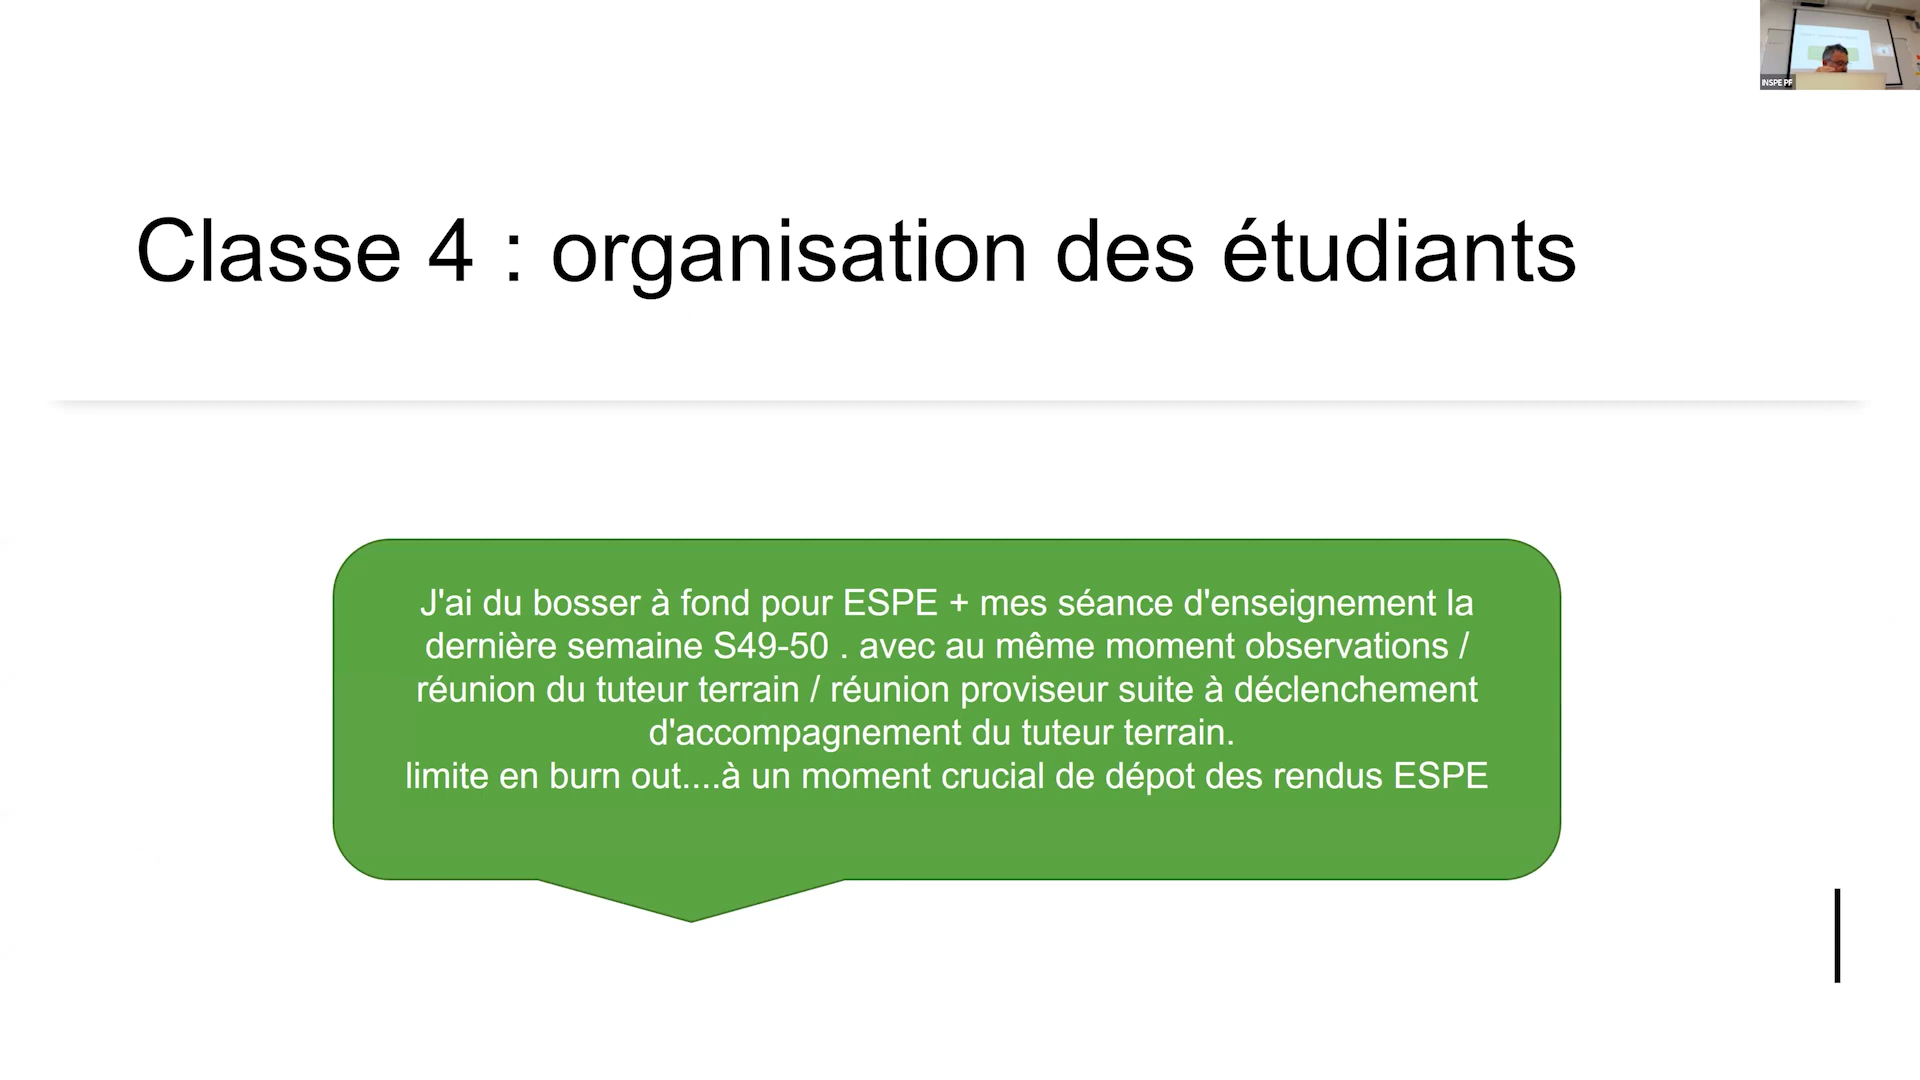 INSPE PF
Classe 4 : organisation des étudiants
J'ai du bosser à fond pour ESPE + mes séance d'enseignement la
dernière semaine S49-50 . avec au même moment observations /
réunion du tuteur terrain / réunion proviseur suite à déclenchement
d'accompagnement du tuteur terrain.
limite en burn out....à un moment crucial de dépot des rendus ESPE